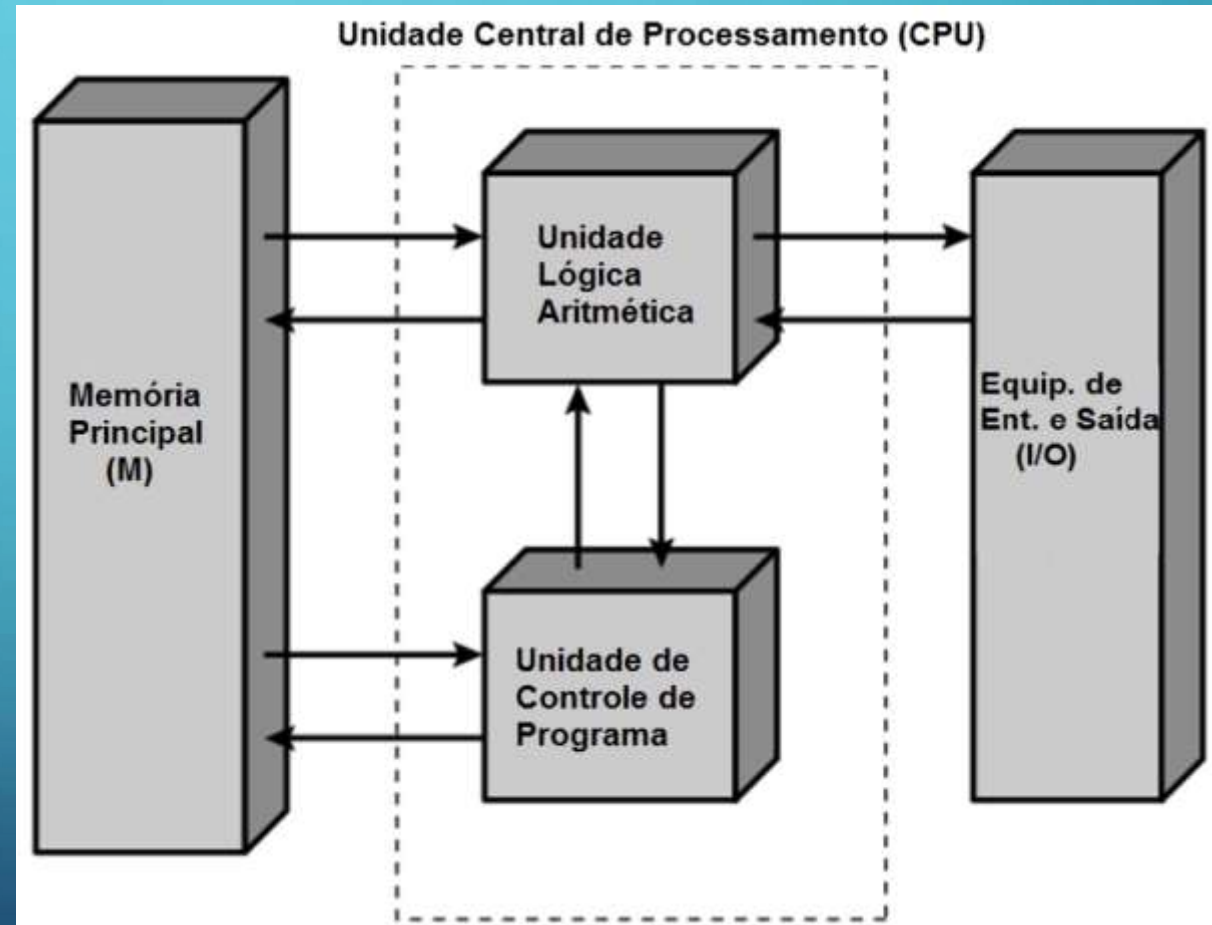 Unidade Central de Processamento (CPU)
Memória
Principal
(M)
Unidade
Lógica
Aritmética
Equip. de
Ent. e Saída
(I/O)
Unidade de
Controle de
Programa